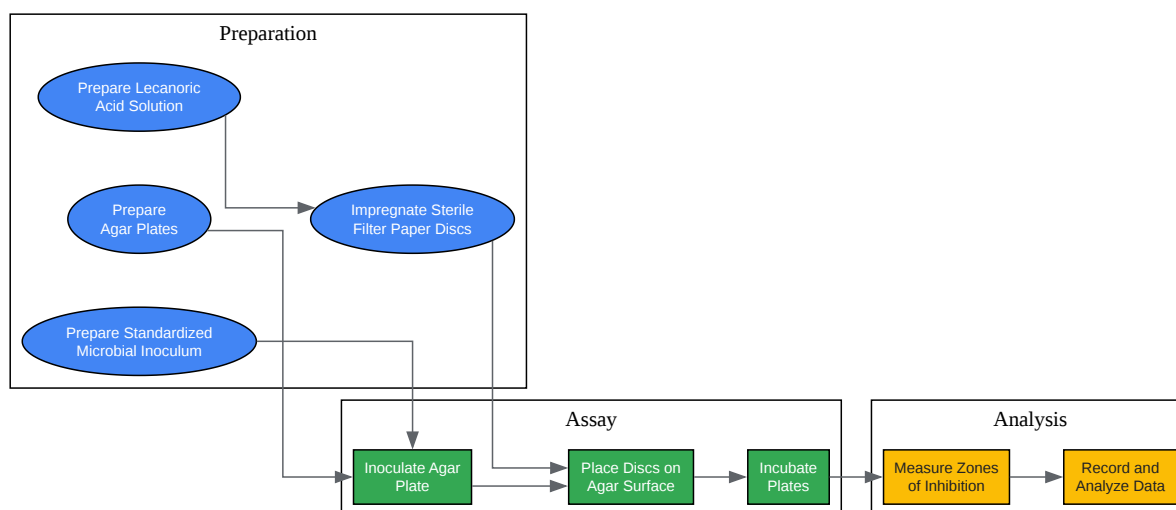 Preparation
Prepare Lecanoric
Acid Solution
Prepare
Agar Plates
Impregnate Sterile
Filter Paper Discs
Prepare Standardized
Microbial Inoculum
Assay
Inoculate Agar
Plate
Place Discs on
Agar Surface
Incubate
Plates
Analysis
Measure Zones
of Inhibition
Record and
Analyze Data